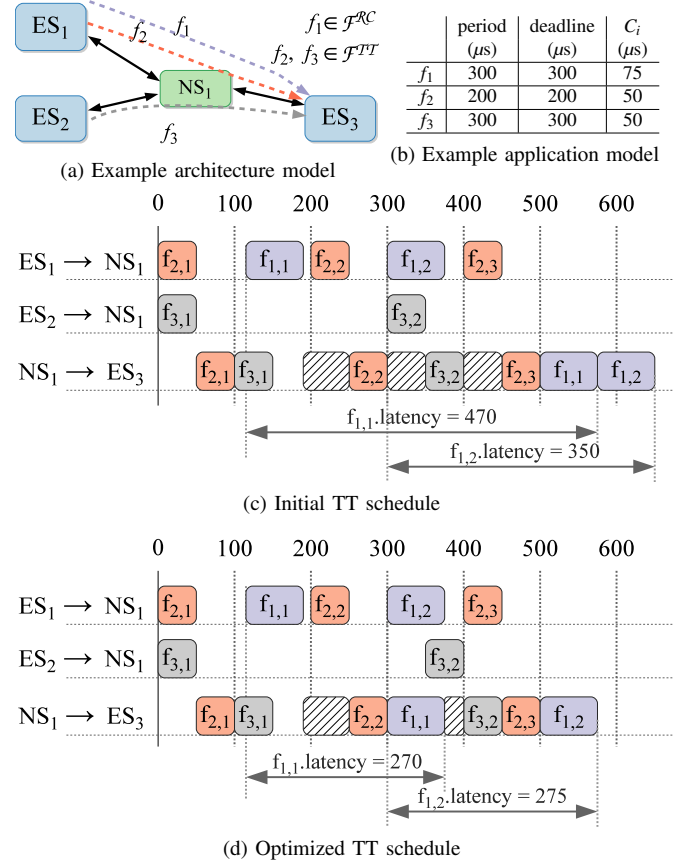 ES1 f1 f1 ∈ F^RC
f2 f2, f3 ∈ F^TT
NS1
ES2 ES3
f3
(a) Example architecture model
period deadline Ci
(μs) (μs) (μs)
f1 300 300 75
f2 200 200 50
f3 300 300 50
(b) Example application model
0 100 200 300 400 500 600
ES1 → NS1 f2,1 f1,1 f2,2 f1,2 f2,3
ES2 → NS1 f3,1 f3,2
NS1 → ES3 f2,1 f3,1 f2,2 f3,2 f2,3 f1,1 f1,2
f1,1.latency = 470
f1,2.latency = 350
(c) Initial TT schedule
0 100 200 300 400 500 600
ES1 → NS1 f2,1 f1,1 f2,2 f1,2 f2,3
ES2 → NS1 f3,1 f3,2
NS1 → ES3 f2,1 f3,1 f2,2 f1,1 f3,2 f2,3 f1,2
f1,1.latency = 270
f1,2.latency = 275
(d) Optimized TT schedule